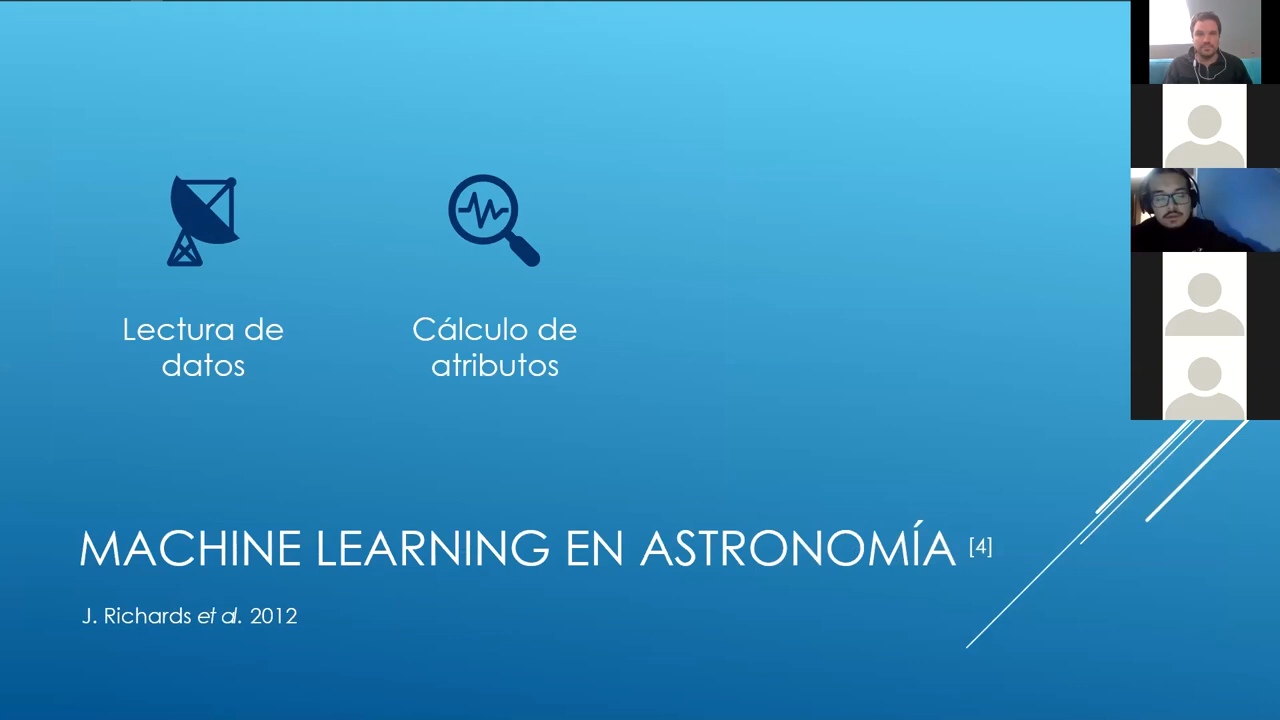 Lectura de
datos
Cálculo de
atributos
MACHINE LEARNING EN ASTRONOMÍA [4]
J. Richards et al. 2012